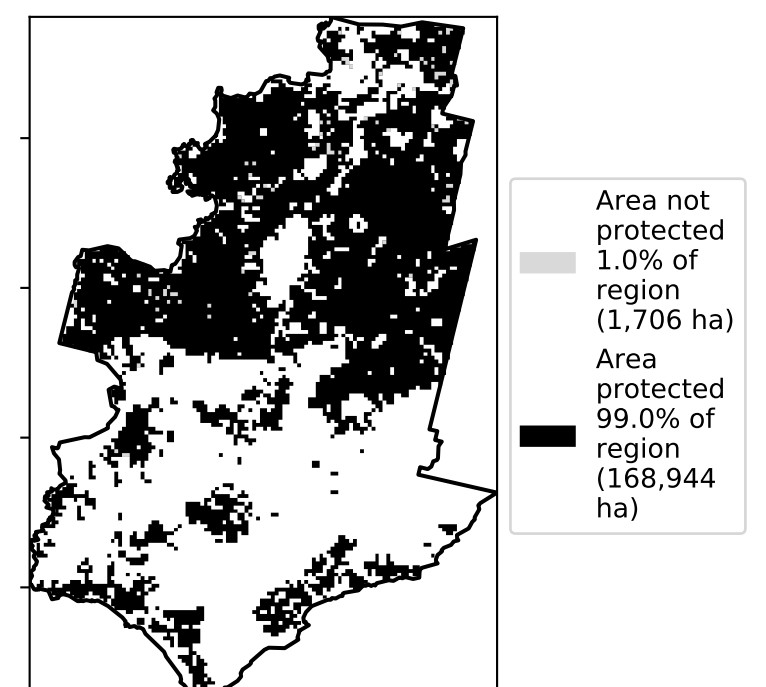 Area not
protected
1.0% of
region
(1,706 ha)
Area
protected
99.0% of
region
(168,944
ha)